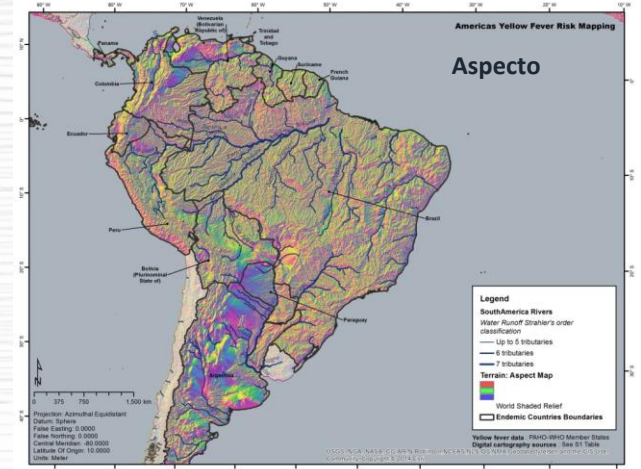 Americas Yellow Fever Risk Mapping
Aspecto
Venezuela
(Bolivarian
Republic of)
Trinidad
and
Tobago
Panama
Guyana
Suriname
French
Guiana
Colombia
Ecuador
Brazil
Peru
Bolivia
(Plurinominal
State of)
Paraguay
Argentina
N
0 375 750 1,500 km
Projection: Azimuthal Equidistant
Datum: Sphere
False Easting: 0.0000
False Northing: 0.0000
Central Meridian: -80.0000
Latitude Of Origin: 10.0000
Units: Meter
Legend
SouthAmerica Rivers
Water Runoff Strahler's order
classification
Up to 5 tributaries
6 tributaries
7 tributaries
Terrain: Aspect Map
World Shaded Relief
Endemic Countries Boundaries
Yellow fever data : PAHO-WHO Member States
Digital cartography sources : See S1 Table